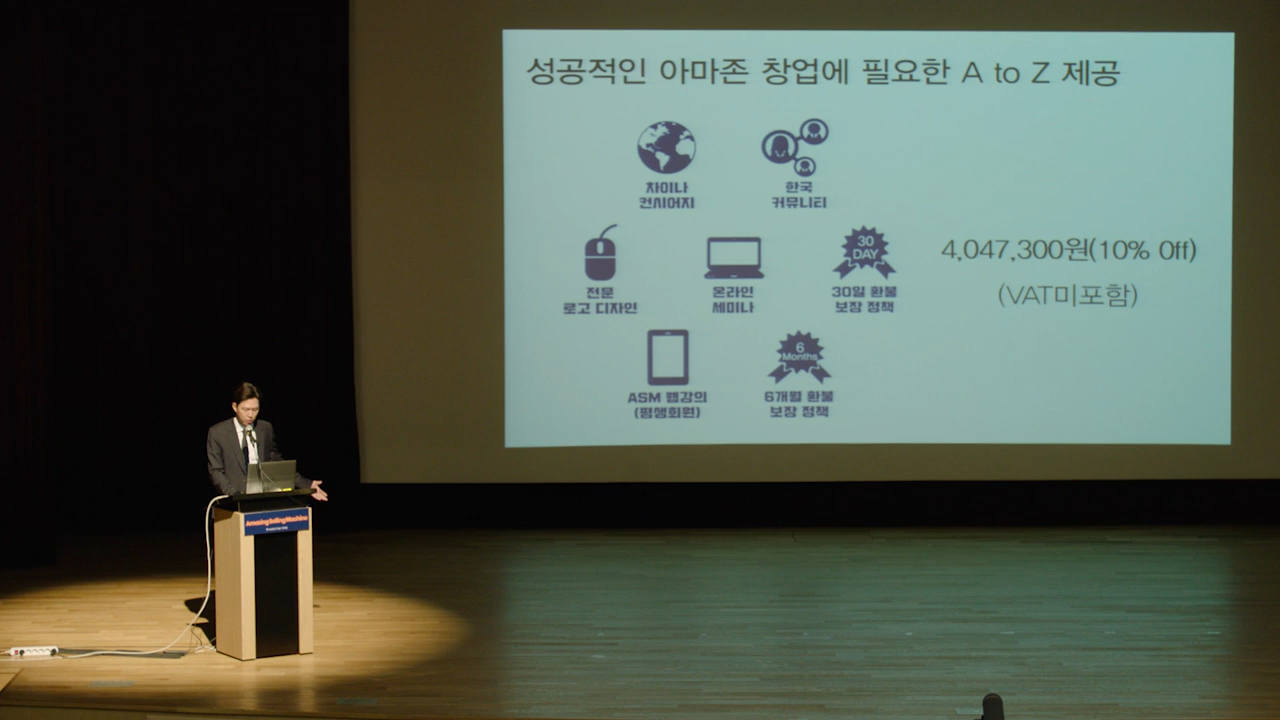 성공적인 아마존 창업에 필요한 A to Z 제공
차이나
컨시어지
한국
커뮤니티
전문
로고 디자인
온라인
세미나
30
DAY
30일 환불
보장 정책
4,047,300원(10% Off)
(VAT미포함)
ASM 웹강의
(평생회원)
6
Months
6개월 환불
보장 정책
AmazingSellingMachine